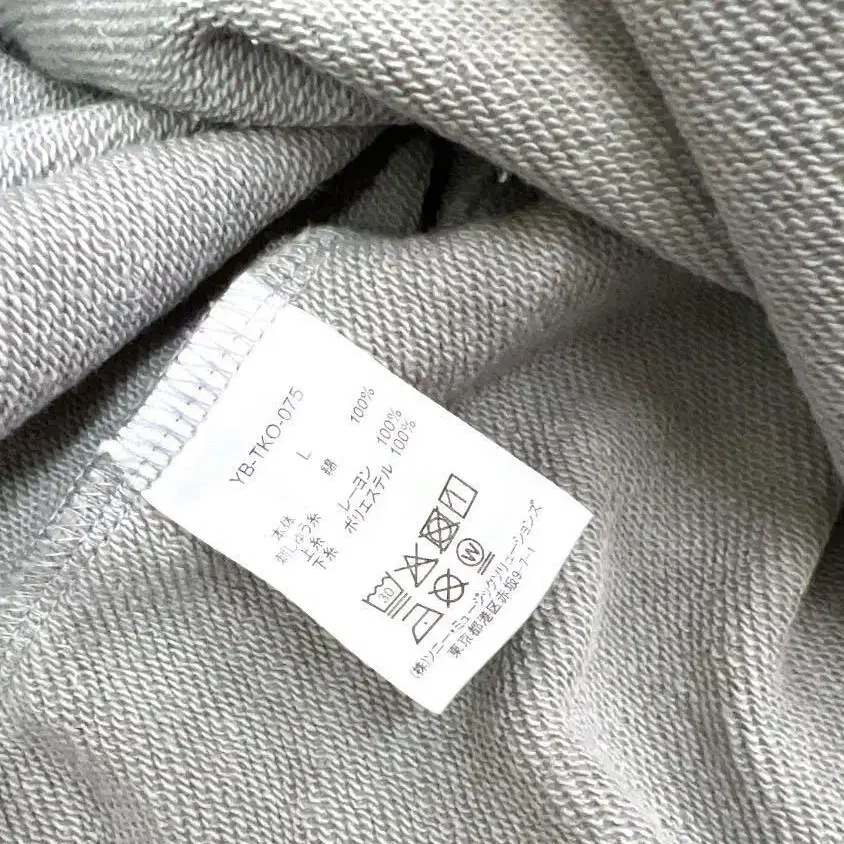 YB-TKO-075
L
本体 綿 100%
刺しゅう糸
上糸 レーヨン 100%
下糸 ポリエステル 100%
30
W
(株)ソニー・ミュージックソリューションズ
東京都港区赤坂9-7-1